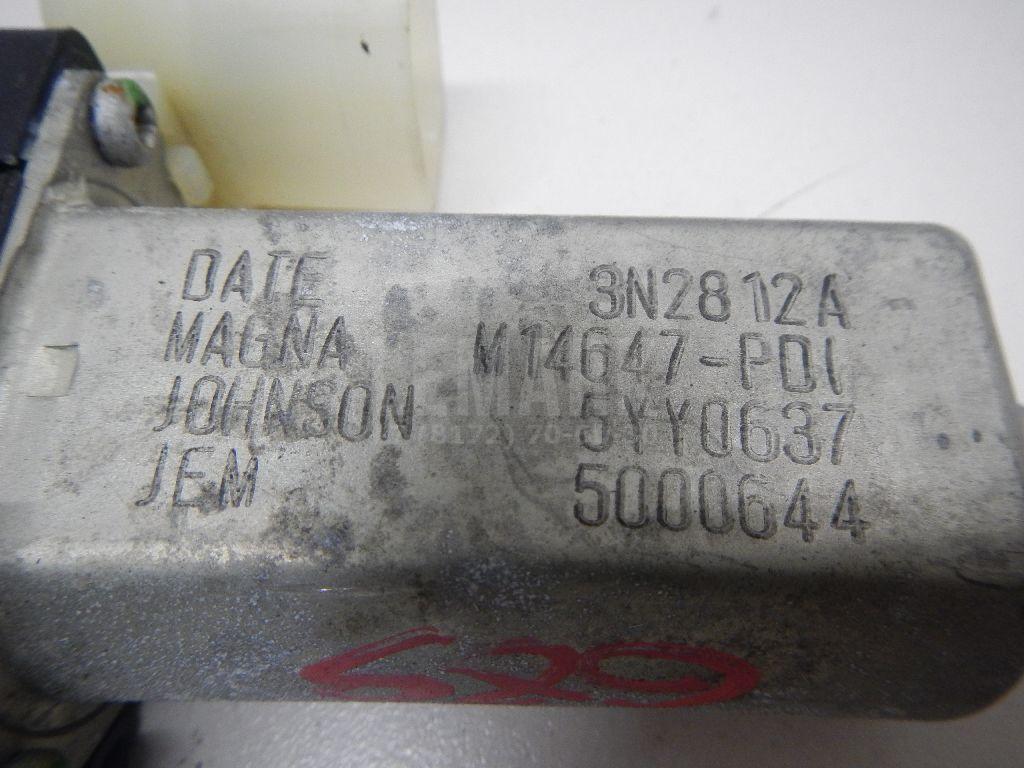 DATE 3N2812A
MAGNA M14647-PDI
JOHNSON 5YY0637
JEM 5000644